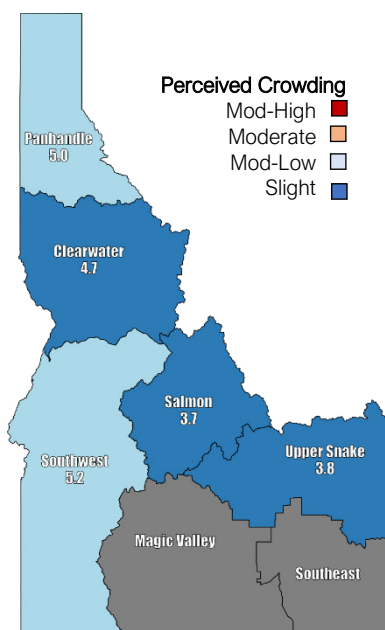 Perceived Crowding
Mod-High
Moderate
Mod-Low
Slight
Panhandle
5.0
Clearwater
4.7
Salmon
3.7
Upper Snake
3.8
Southwest
5.2
Magic Valley
Southeast